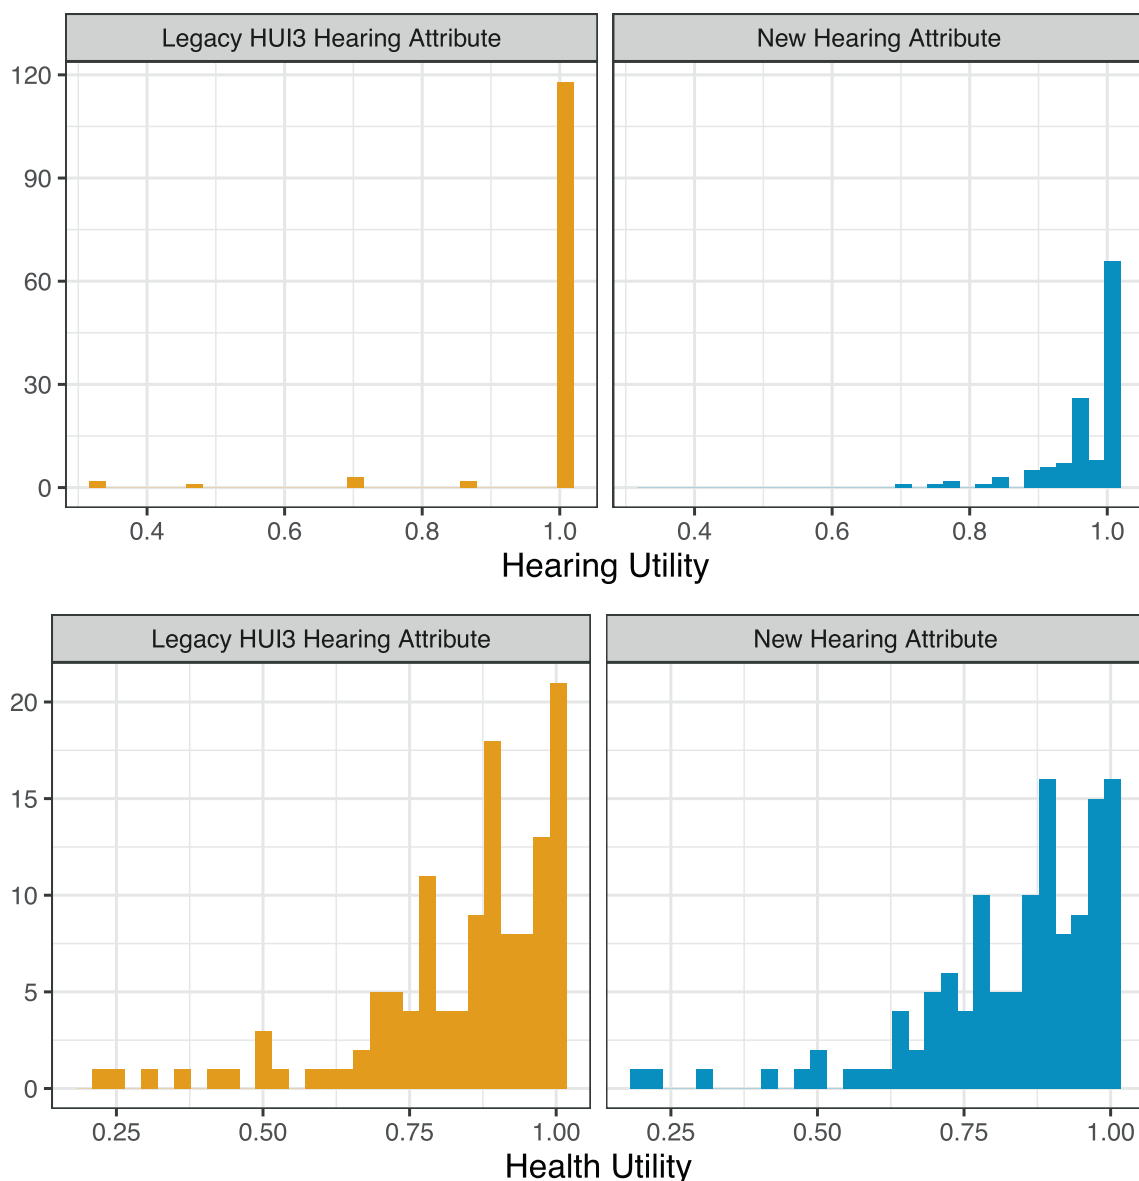 Legacy HUI3 Hearing Attribute New Hearing Attribute
120
90
60
30
0
0.4 0.6 0.8 1.0 0.4 0.6 0.8 1.0
Hearing Utility
Legacy HUI3 Hearing Attribute New Hearing Attribute
20
15
10
5
0
0.25 0.50 0.75 1.00 0.25 0.50 0.75 1.00
Health Utility